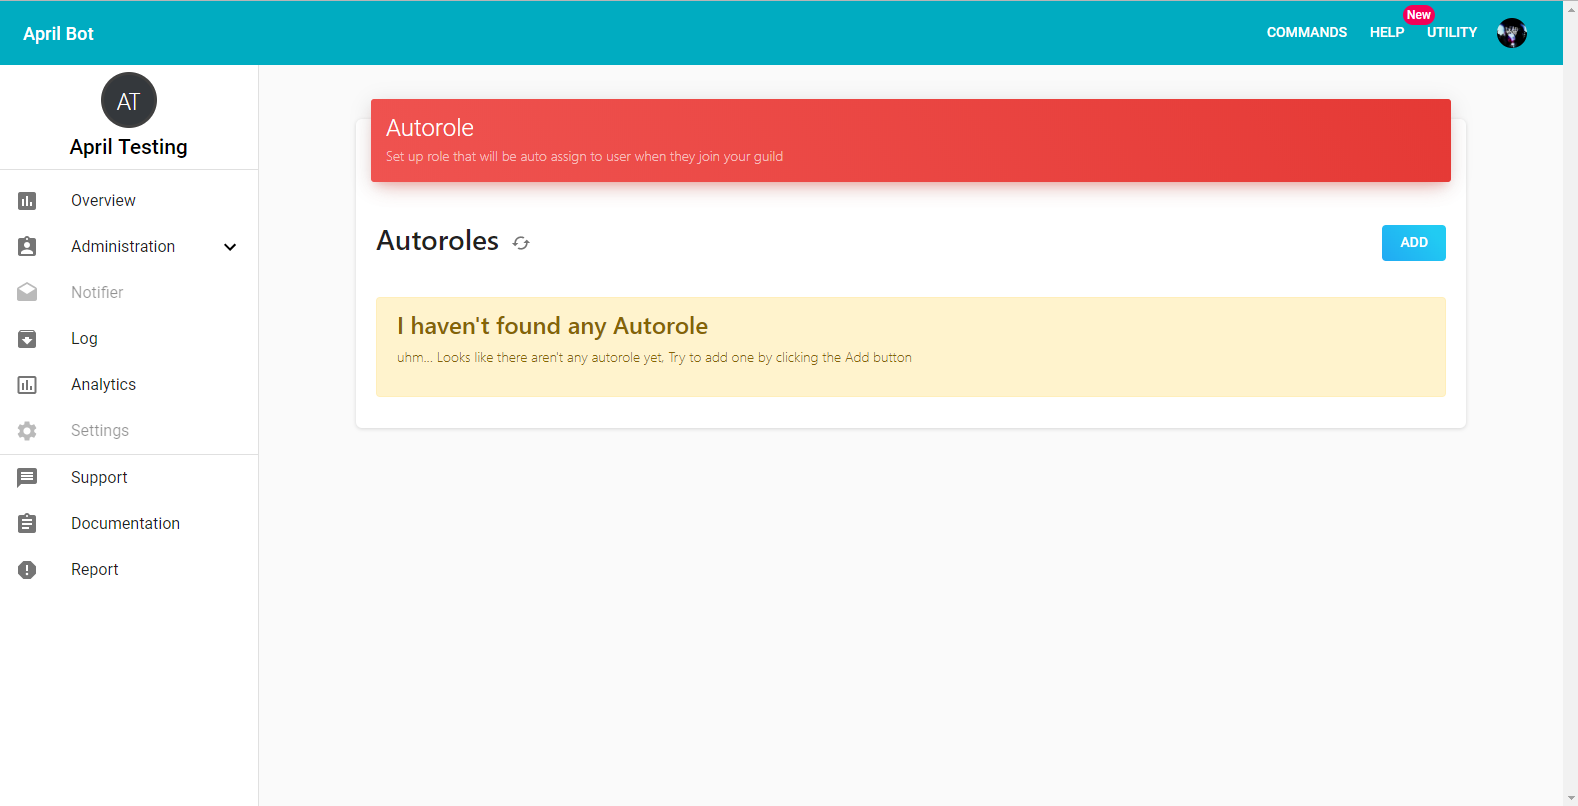 April Bot
COMMANDS
HELP
New
UTILITY
AT
April Testing
Overview
Administration
Notifier
Log
Analytics
Settings
Support
Documentation
Report
Autorole
Set up role that will be auto assign to user when they join your guild
Autoroles
ADD
I haven't found any Autorole
uhm... Looks like there aren't any autorole yet, Try to add one by clicking the Add button